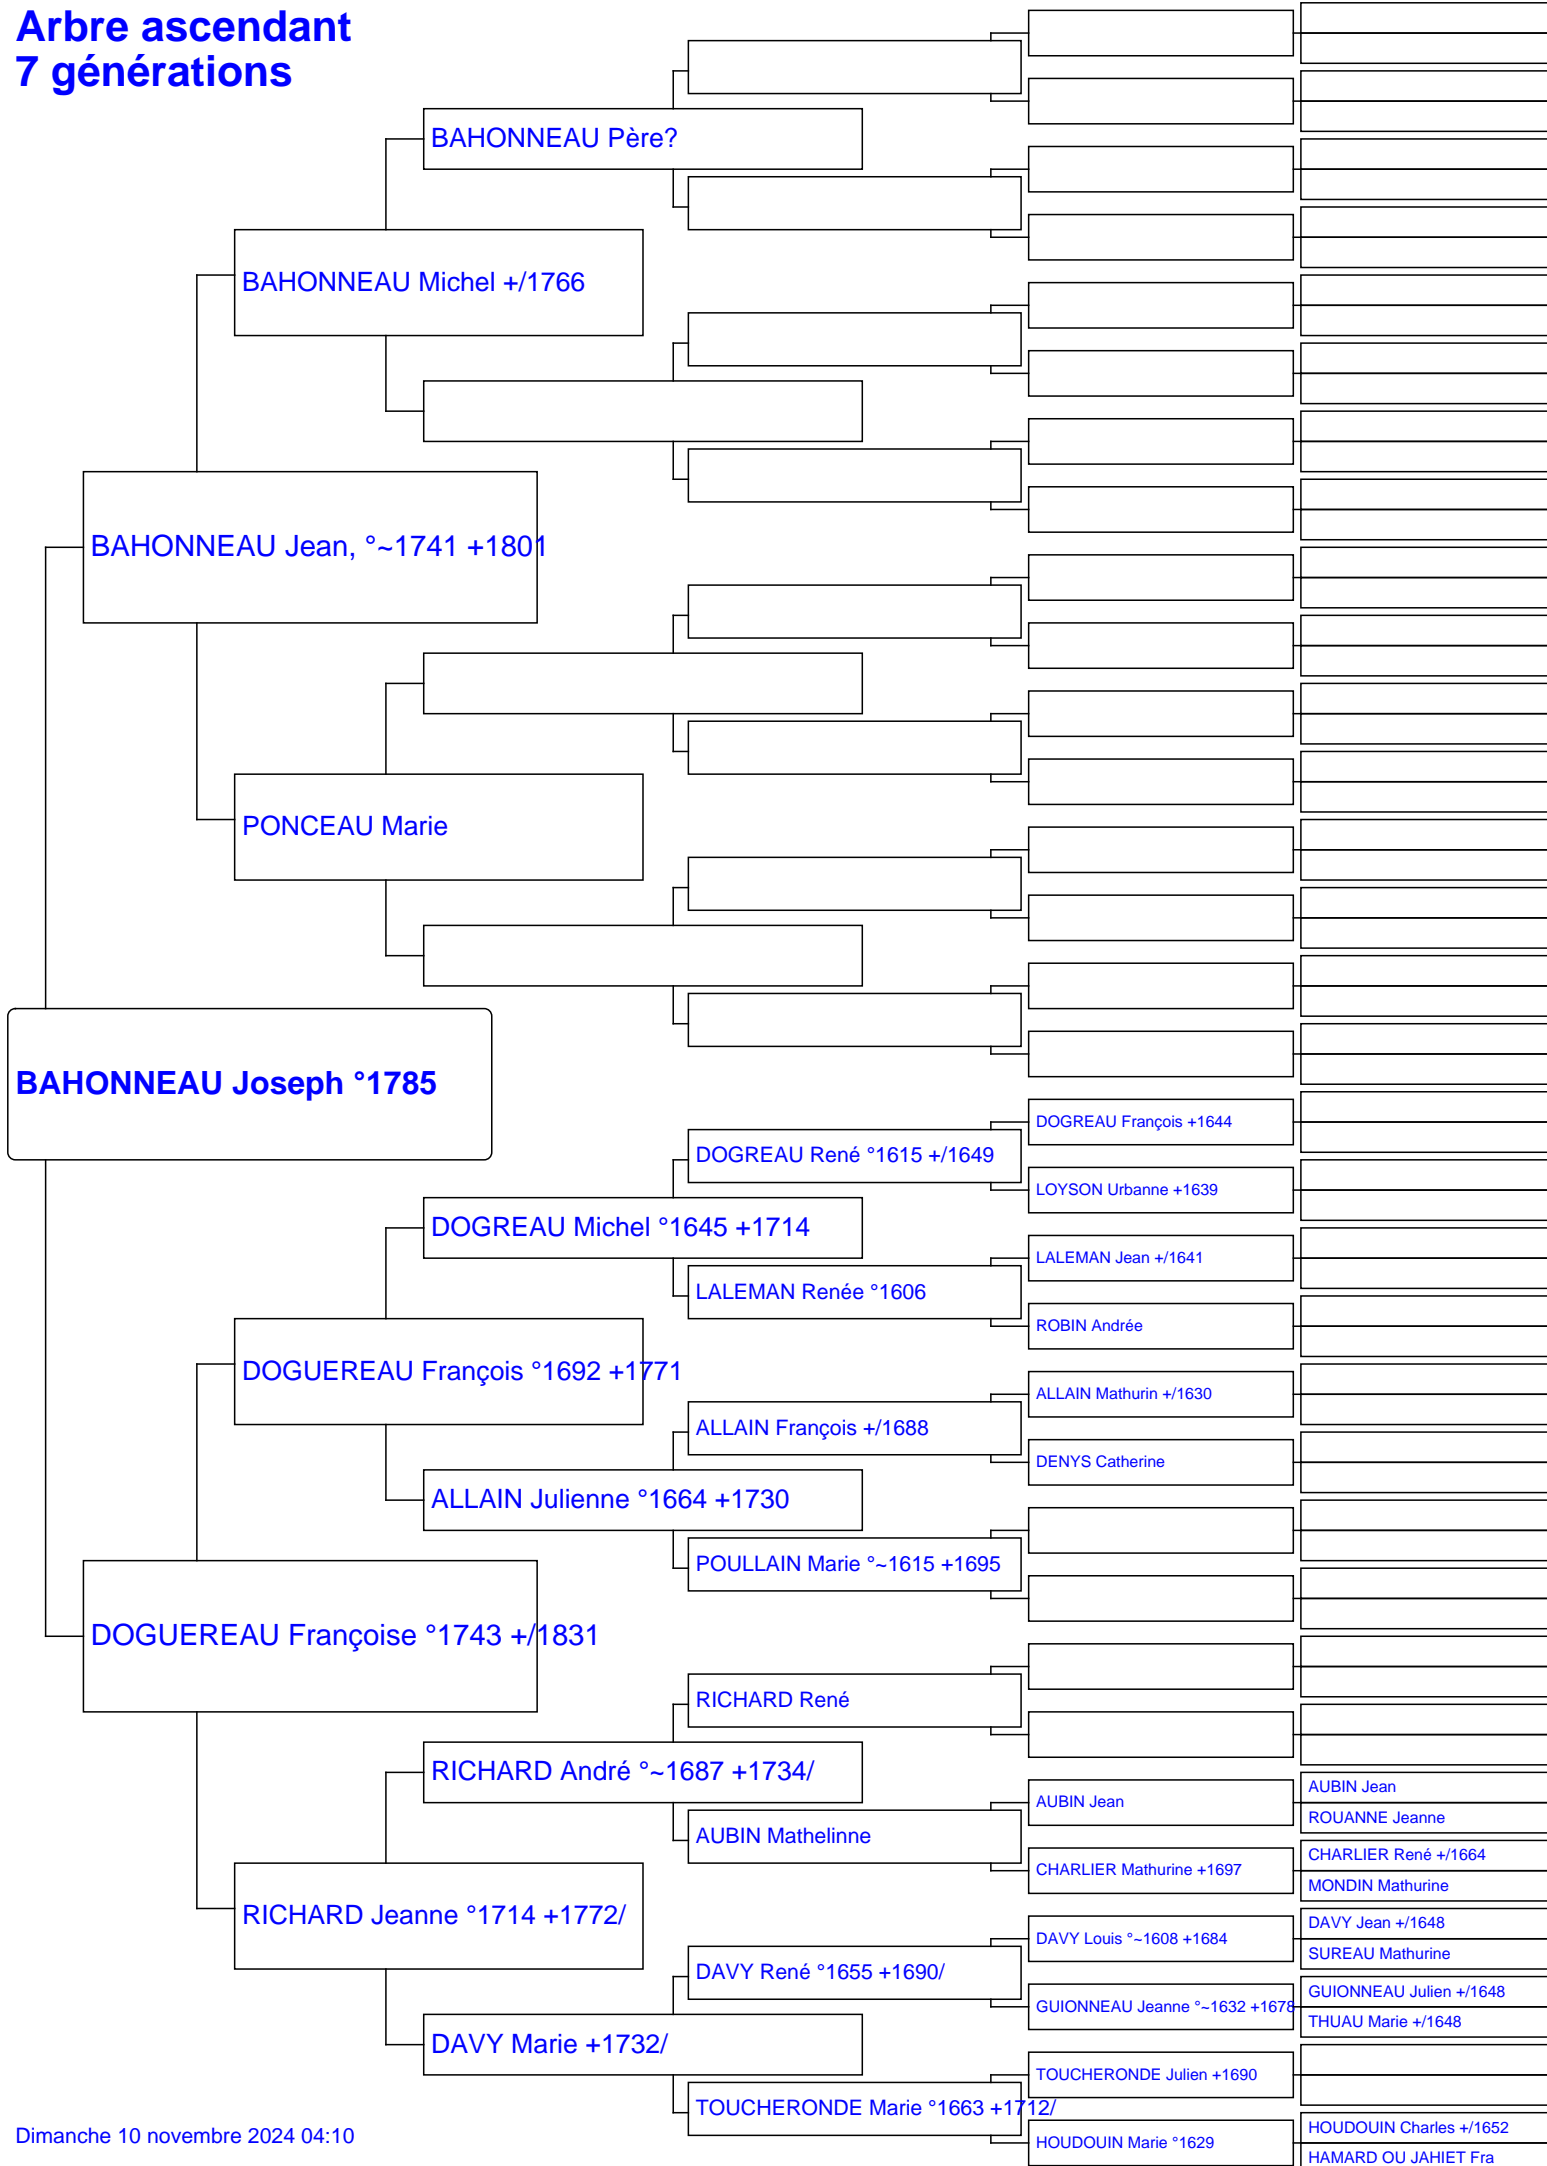 Arbre ascendant
7 générations
BAHONNEAU Père?
BAHONNEAU Michel +/1766
BAHONNEAU Jean, °~1741 +1801
PONCEAU Marie
BAHONNEAU Joseph °1785
DOGREAU François +1644
DOGREAU René °1615 +/1649
LOYSON Urbanne +1639
DOGREAU Michel °1645 +1714
LALEMAN Jean +/1641
LALEMAN Renée °1606
ROBIN Andrée
DOGUEREAU François °1692 +1771
ALLAIN Mathurin +/1630
ALLAIN François +/1688
DENYS Catherine
ALLAIN Julienne °1664 +1730
POULLAIN Marie °~1615 +1695
DOGUEREAU Françoise °1743 +/1831
RICHARD René
RICHARD André °~1687 +1734/
AUBIN Jean
AUBIN Jean
ROUANNE Jeanne
AUBIN Mathelinne
CHARLIER René +/1664
CHARLIER Mathurine +1697
MONDIN Mathurine
RICHARD Jeanne °1714 +1772/
DAVY Jean +/1648
DAVY Louis °~1608 +1684
SUREAU Mathurine
DAVY René °1655 +1690/
GUIONNEAU Julien +/1648
GUIONNEAU Jeanne °~1632 +1678
THUAU Marie +/1648
DAVY Marie +1732/
TOUCHERONDE Julien +1690
TOUCHERONDE Marie °1663 +1712/
HOUDOUIN Charles +/1652
HOUDOUIN Marie °1629
HAMARD OU JAHIET Fra
Dimanche 10 novembre 2024 04:10